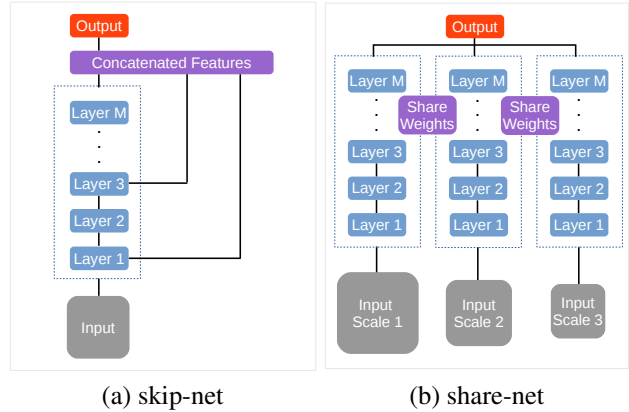 Output
Concatenated Features
Layer M
Layer 3
Layer 2
Layer 1
Input
(a) skip-net
Output
Layer M
Layer M
Layer M
Share
Weights
Share
Weights
Layer 3
Layer 3
Layer 3
Layer 2
Layer 2
Layer 2
Layer 1
Layer 1
Layer 1
Input
Scale 1
Input
Scale 2
Input
Scale 3
(b) share-net